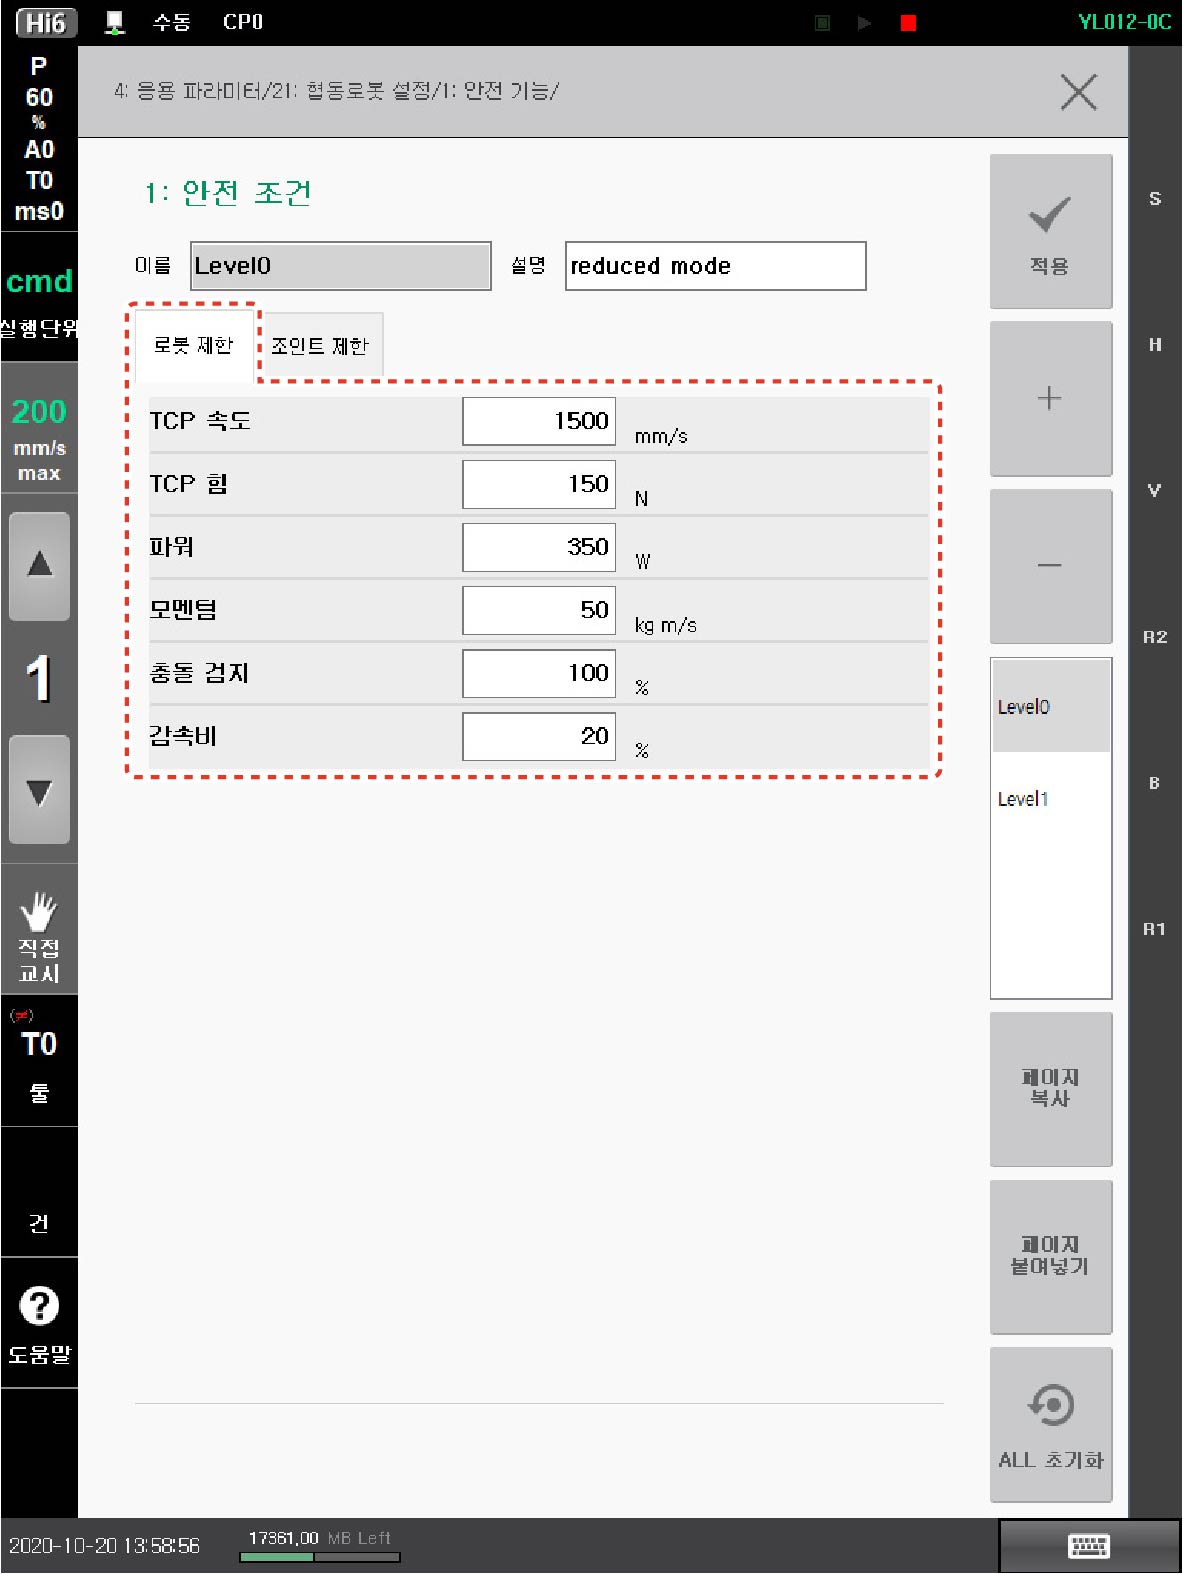 Hi6 수동 CP0 YL012-0C
P
60
%
A0
T0
ms0
cmd
실행단위
200
mm/s
max
1
직접
교시
(≠)
T0
툴
건
도움말
4: 응용 파라미터/21: 협동로봇 설정/1: 안전 기능/
1: 안전 조건
이름 Level0 설명 reduced mode
로봇 제한 조인트 제한
TCP 속도 1500 mm/s
TCP 힘 150 N
파워 350 W
모멘텀 50 kg m/s
충돌 검지 100 %
감속비 20 %
적용
+
−
Level0
Level1
페이지
복사
페이지
붙여넣기
ALL 초기화
S
H
V
R2
B
R1
2020-10-20 13:58:56 17361.00 MB Left